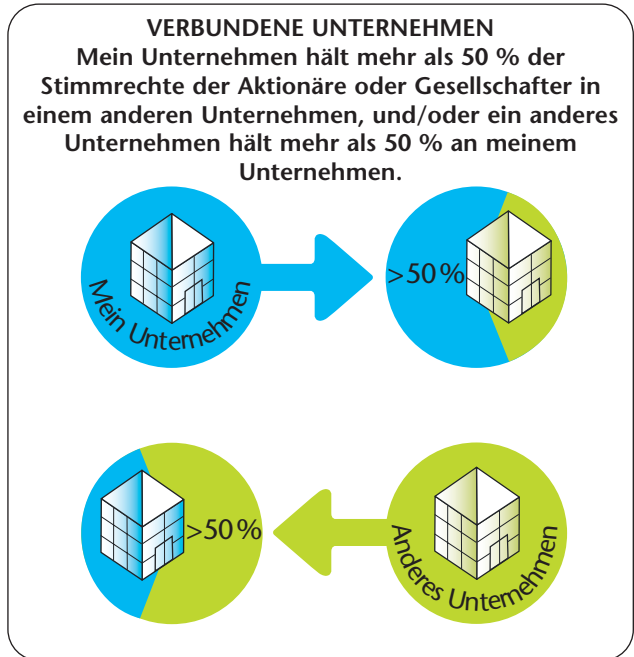 VERBUNDENE UNTERNEHMEN
Mein Unternehmen hält mehr als 50 % der
Stimmrechte der Aktionäre oder Gesellschafter in
einem anderen Unternehmen, und/oder ein anderes
Unternehmen hält mehr als 50 % an meinem
Unternehmen.
Mein Unternehmen
>50 %
>50 %
Anderes Unternehmen